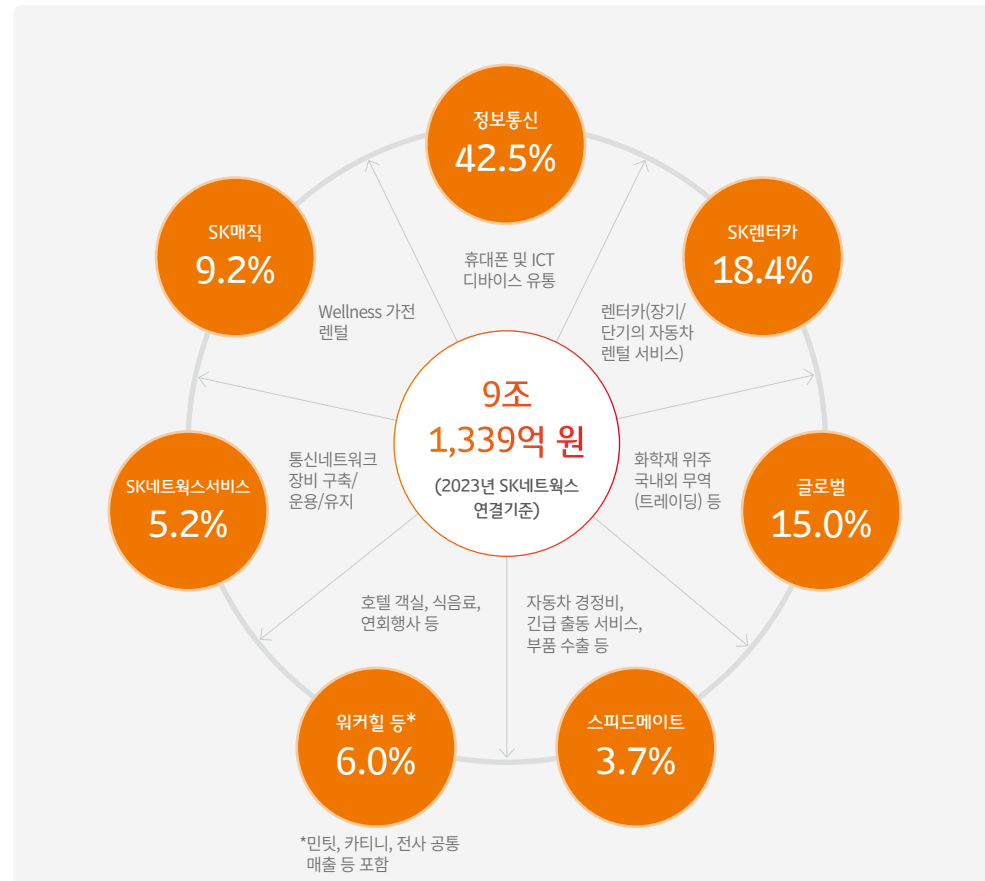 정보통신
42.5%
휴대폰 및 ICT
디바이스 유통
SK렌터카
18.4%
렌터카(장기/
단기의 자동차
렌털 서비스)
글로벌
15.0%
화학재 위주
국내외 무역
(트레이딩) 등
스피드메이트
3.7%
자동차 경정비,
긴급 출동 서비스,
부품 수출 등
워커힐 등*
6.0%
호텔 객실, 식음료,
연회행사 등
*민팃, 카티니, 전사 공통
매출 등 포함
SK네트웍스서비스
5.2%
통신네트워크
장비 구축/
운용/유지
SK매직
9.2%
Wellness 가전
렌털
9조
1,339억 원
(2023년 SK네트웍스
연결기준)